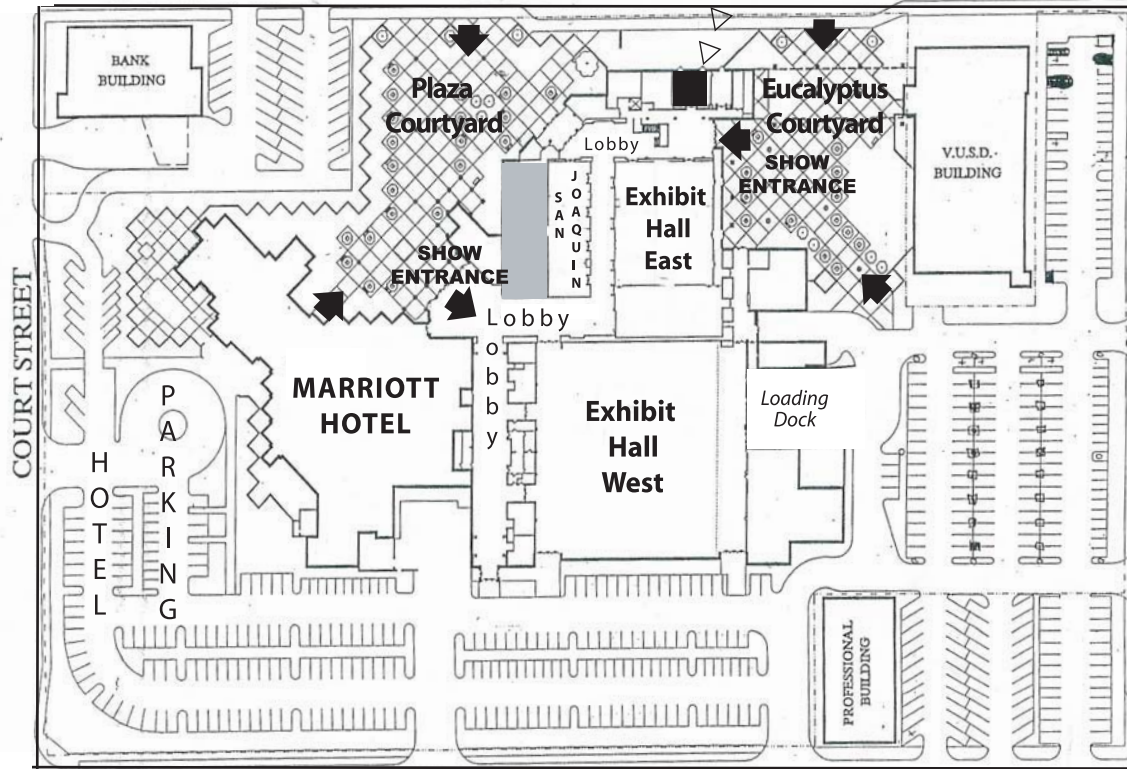 BANK
BUILDING
Plaza
Courtyard
Eucalyptus
Courtyard
Lobby
SHOW
ENTRANCE
V.U.S.D.
BUILDING
SAN
JOAQUIN
Exhibit
Hall
East
SHOW
ENTRANCE
Lobby
Lobby
COURT STREET
MARRIOTT
HOTEL
Exhibit
Hall
West
Loading
Dock
HOTEL
PARKING
PROFESSIONAL
BUILDING